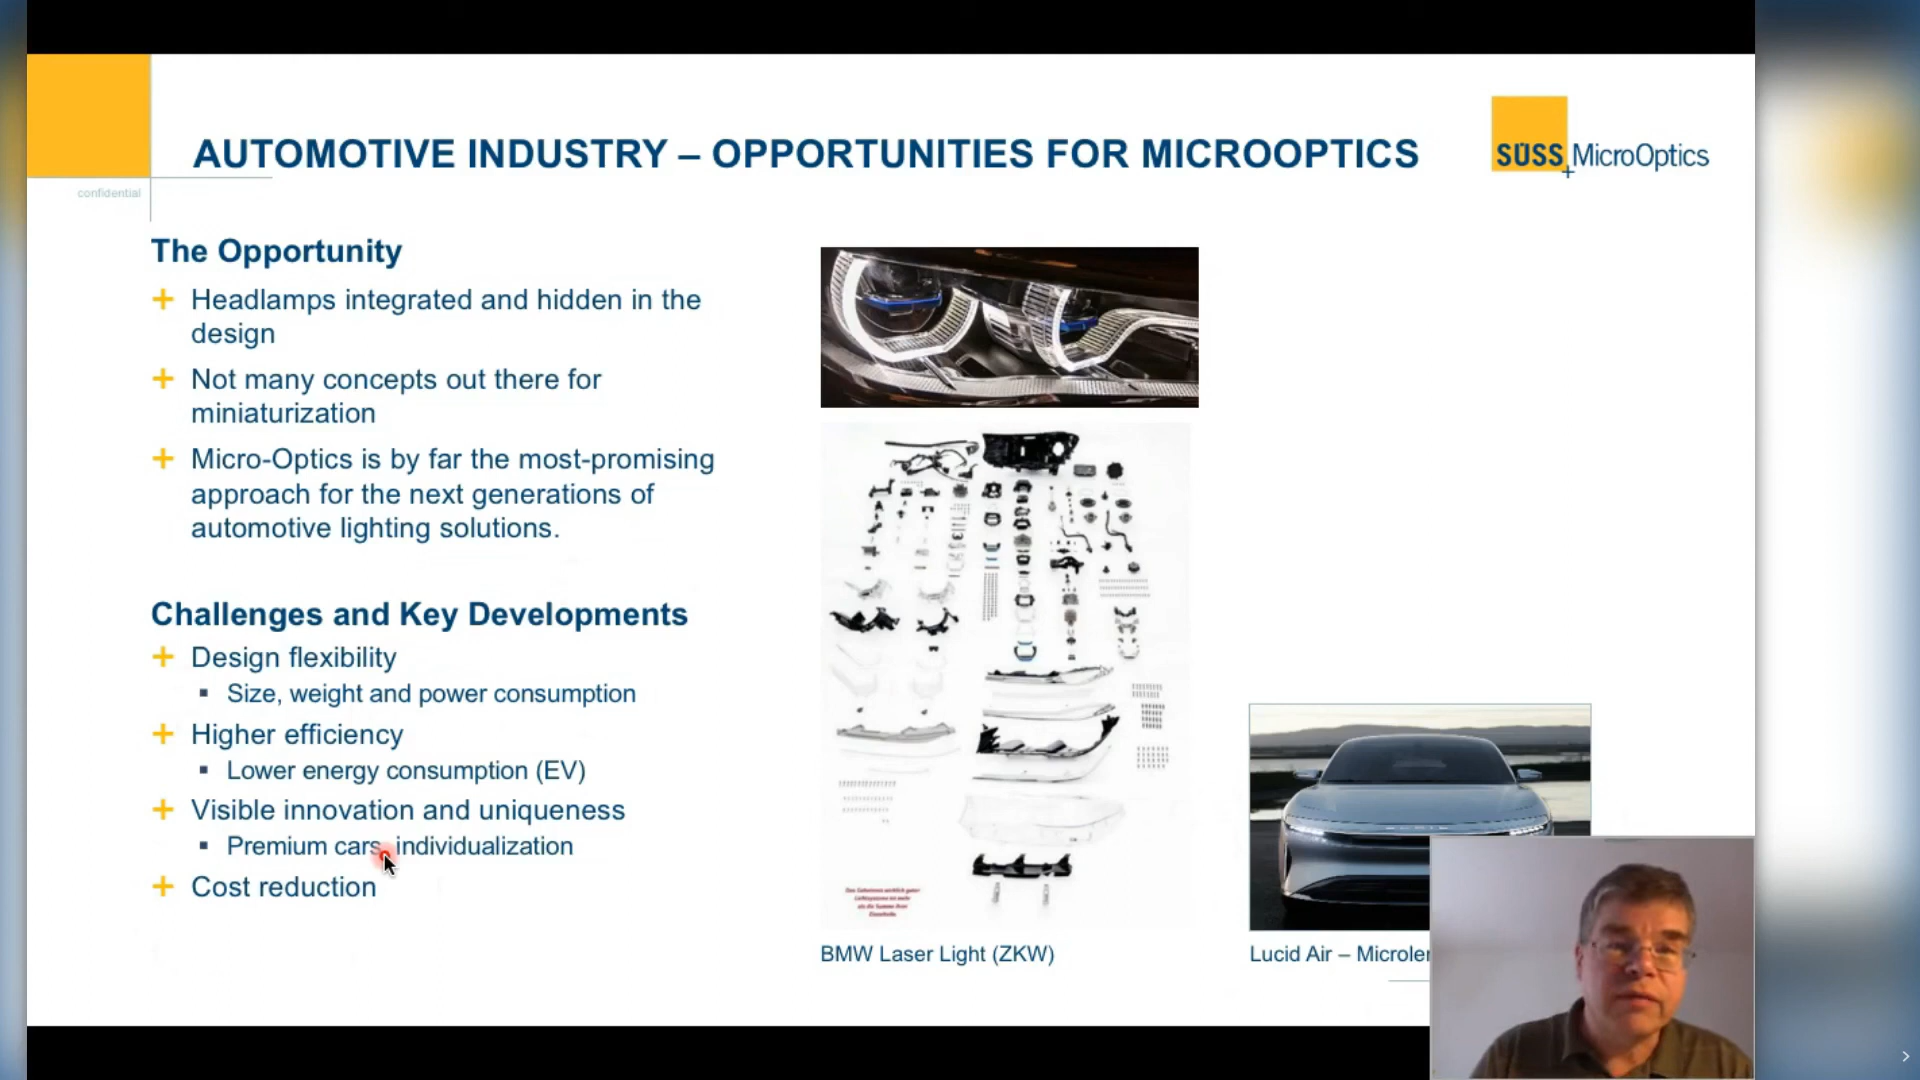 AUTOMOTIVE INDUSTRY – OPPORTUNITIES FOR MICROOPTICS
SUSS MicroOptics
confidential
The Opportunity
Headlamps integrated and hidden in the
design
Not many concepts out there for
miniaturization
Micro-Optics is by far the most-promising
approach for the next generations of
automotive lighting solutions.
Challenges and Key Developments
Design flexibility
Size, weight and power consumption
Higher efficiency
Lower energy consumption (EV)
Visible innovation and uniqueness
Premium cars, individualization
Cost reduction
BMW Laser Light (ZKW)
Lucid Air –